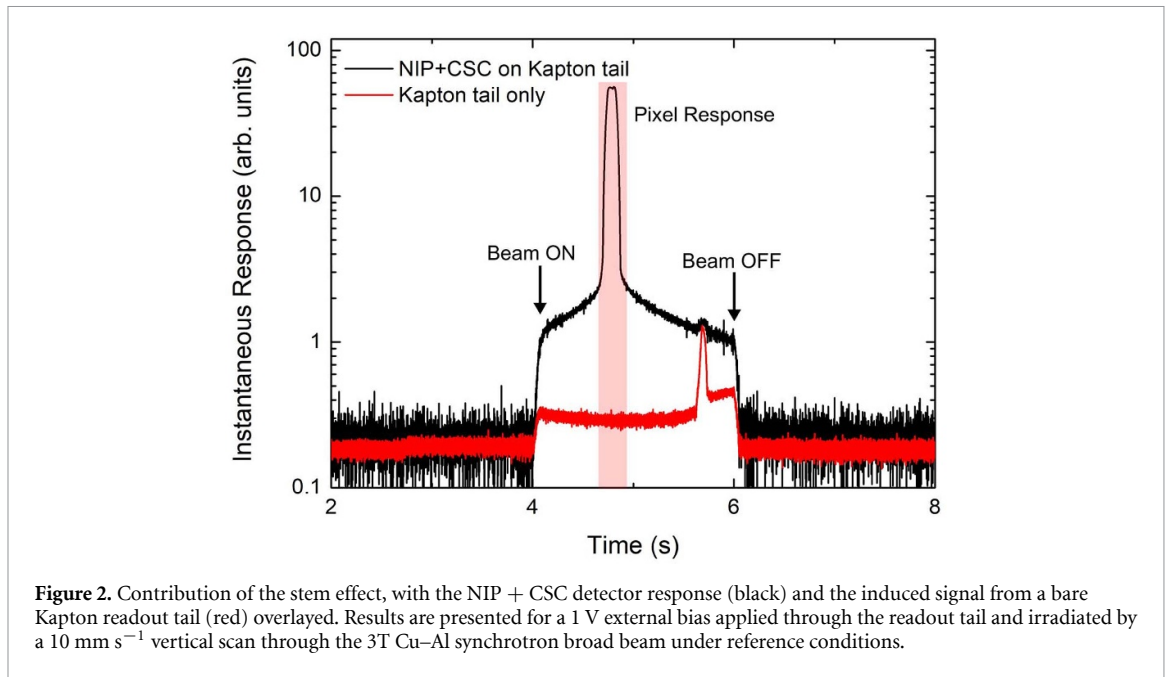 100
NIP+CSC on Kapton tail
Kapton tail only
Pixel Response
10
Beam ON
Beam OFF
1
0.1
2 4 6 8
Instantaneous Response (arb. units)
Time (s)
Figure 2. Contribution of the stem effect, with the NIP + CSC detector response (black) and the induced signal from a bare
Kapton readout tail (red) overlayed. Results are presented for a 1 V external bias applied through the readout tail and irradiated by
a 10 mm s⁻¹ vertical scan through the 3T Cu–Al synchrotron broad beam under reference conditions.